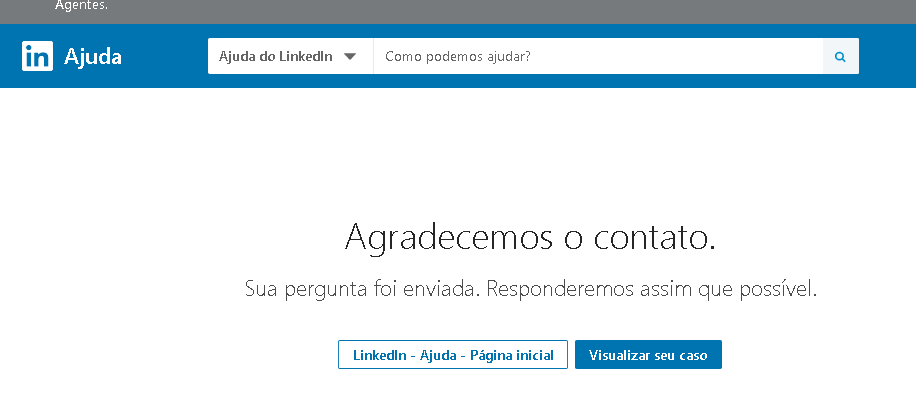 Agentes.
in Ajuda
Ajuda do LinkedIn
Como podemos ajudar?
Agradecemos o contato.
Sua pergunta foi enviada. Responderemos assim que possível.
LinkedIn - Ajuda - Página inicial
Visualizar seu caso